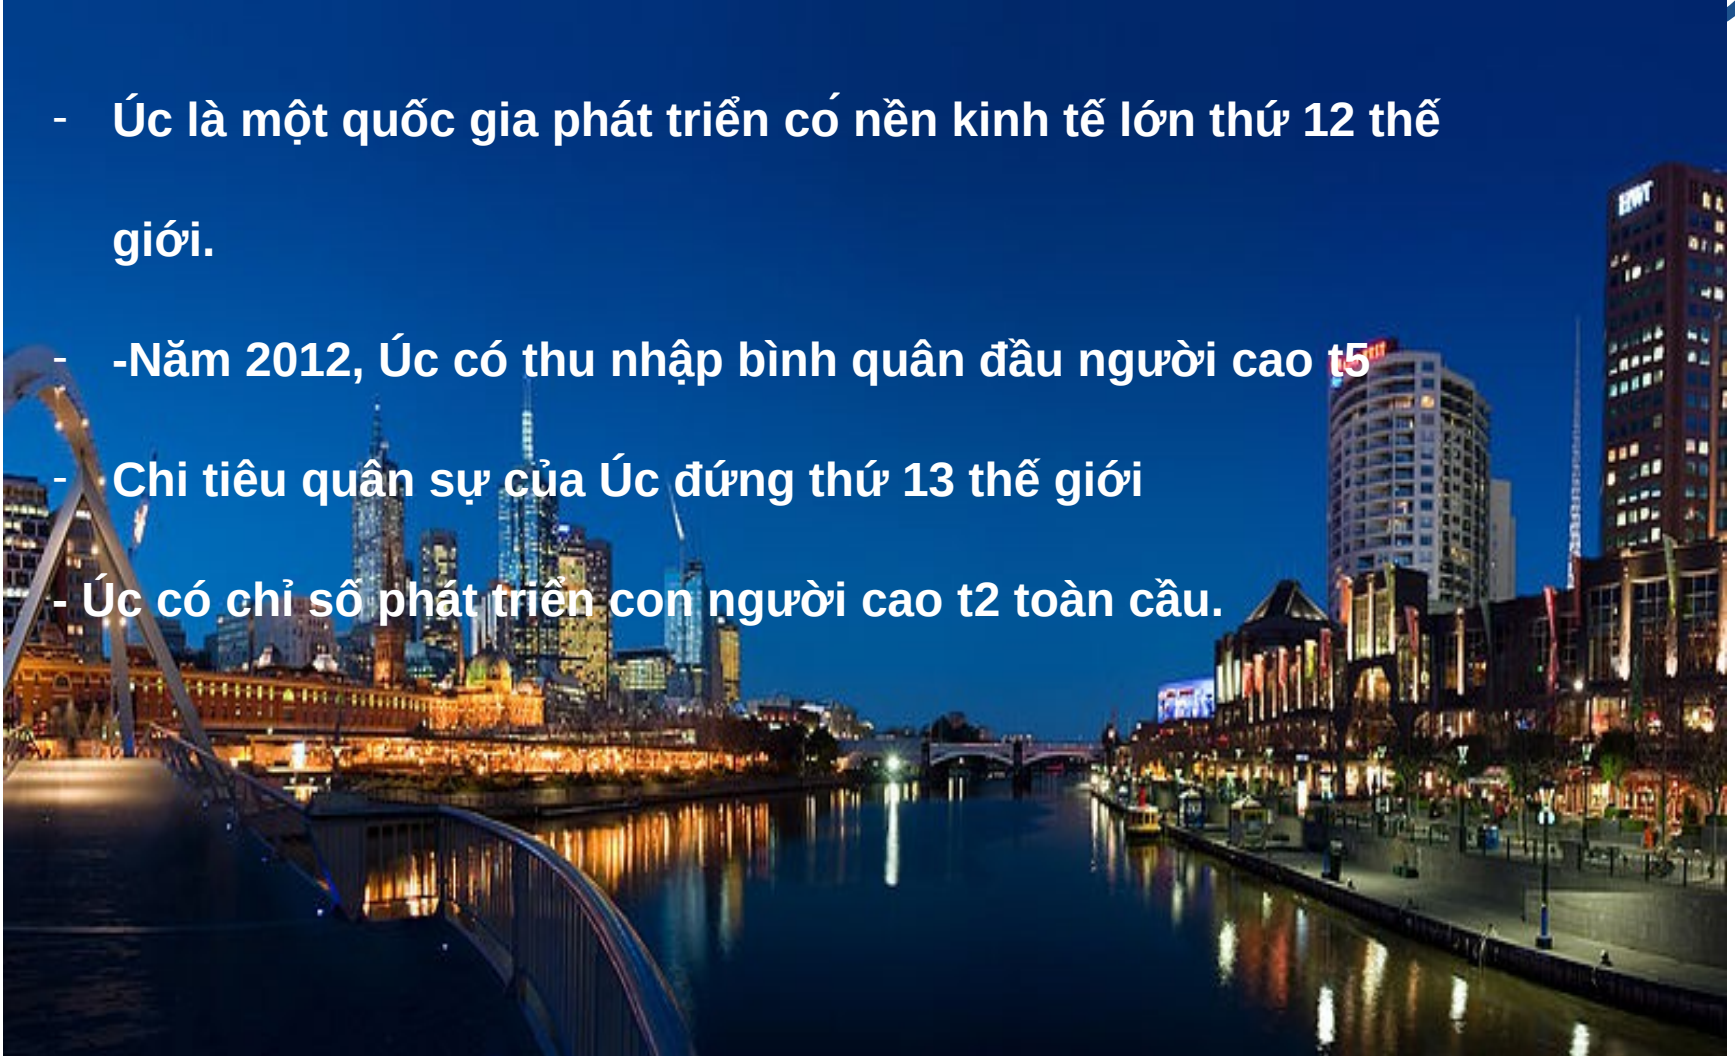 - Úc là một quốc gia phát triển có nền kinh tế lớn thứ 12 thế
giới.
- -Năm 2012, Úc có thu nhập bình quân đầu người cao t5
- Chi tiêu quân sự của Úc đứng thứ 13 thế giới
- Úc có chỉ số phát triển con người cao t2 toàn cầu.
HWT